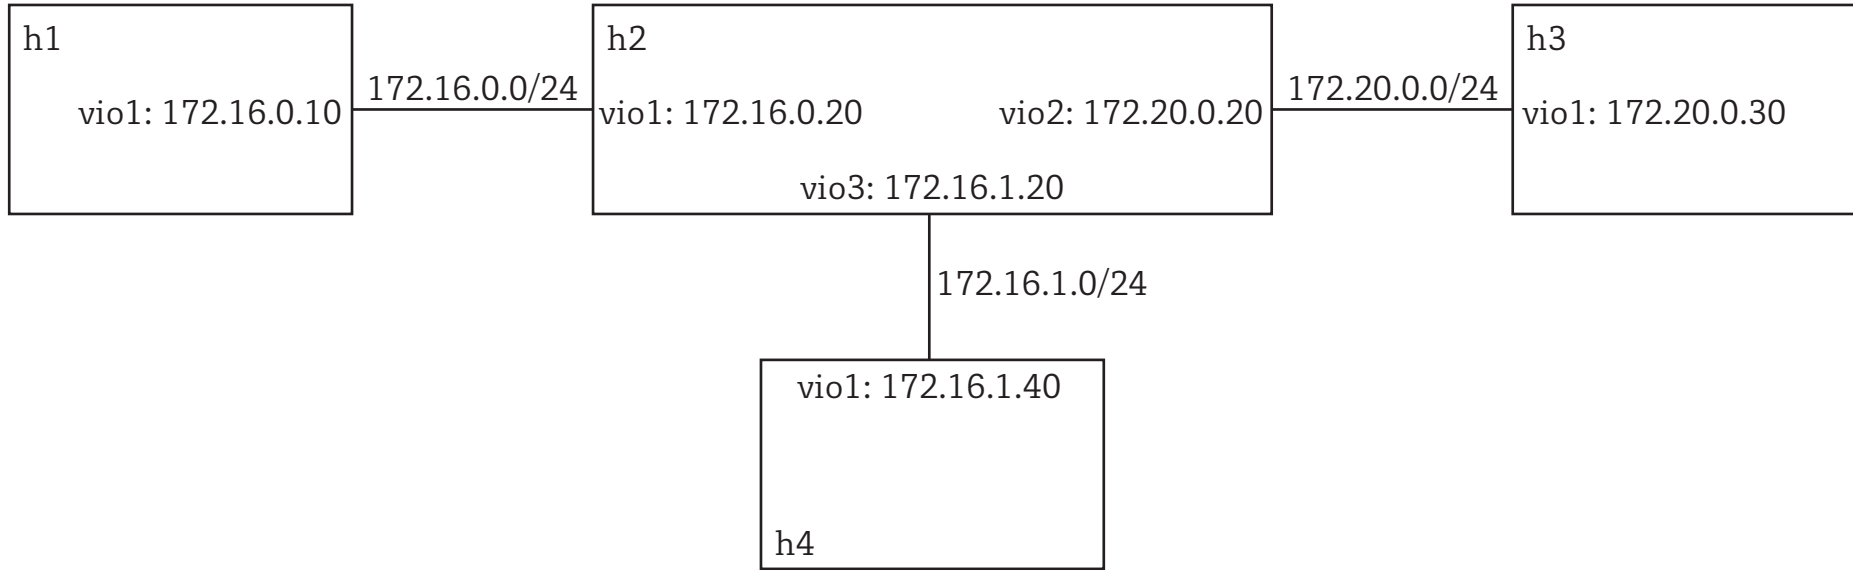 h1
vio1: 172.16.0.10
172.16.0.0/24
h2
vio1: 172.16.0.20
vio2: 172.20.0.20
vio3: 172.16.1.20
172.20.0.0/24
h3
vio1: 172.20.0.30
172.16.1.0/24
vio1: 172.16.1.40
h4